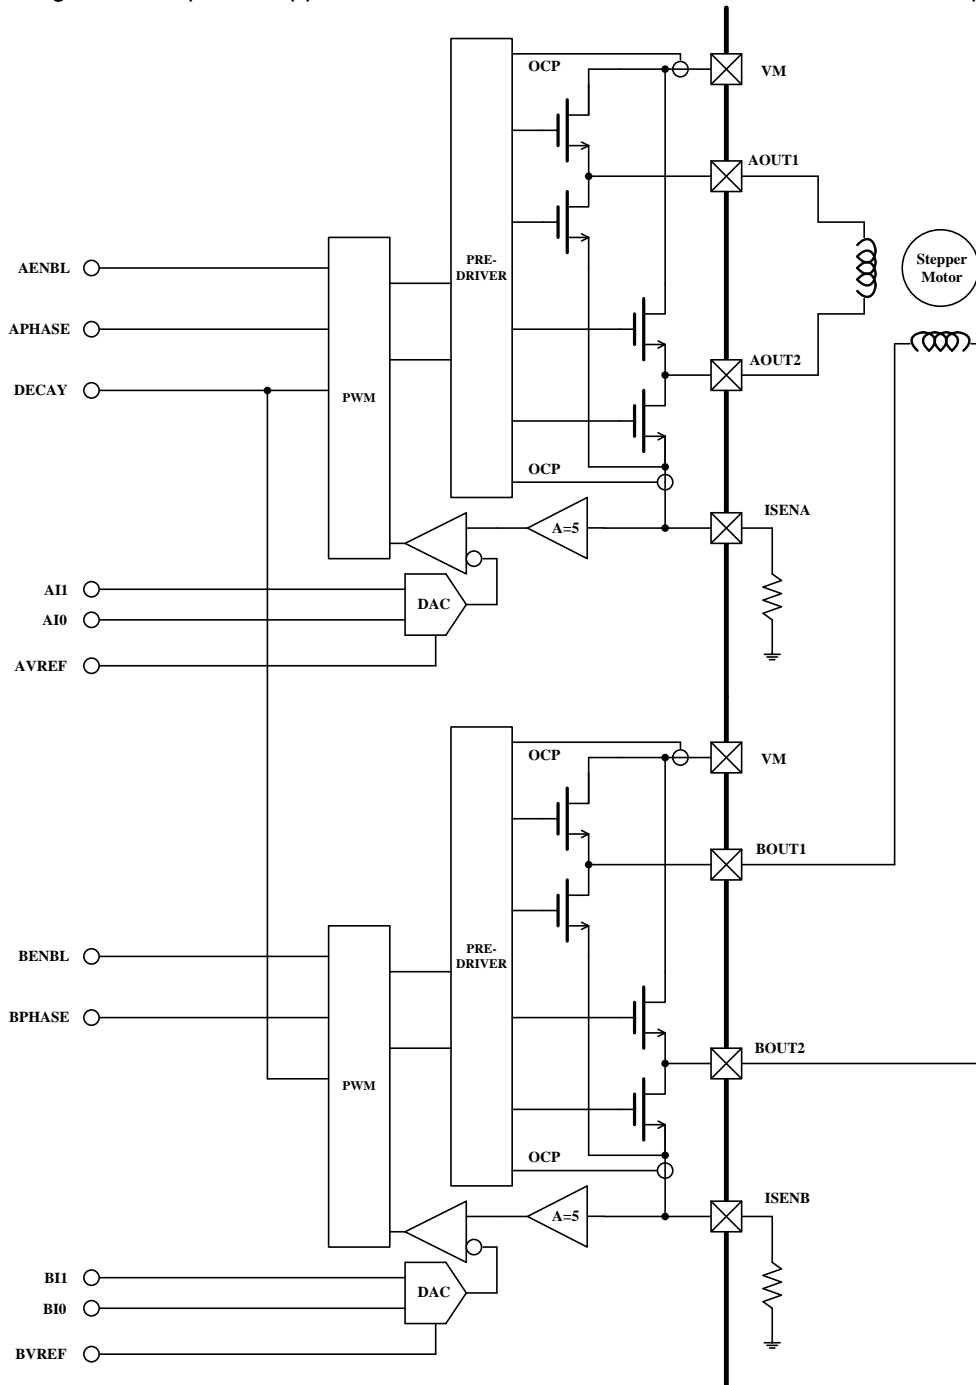 OCP
VM
AOUT1
AENBL
PRE-
DRIVER
Stepper
Motor
APHASE
AOUT2
DECAY
PWM
OCP
ISENA
A=5
AI1
DAC
AI0
AVREF
OCP
VM
BOUT1
BENBL
PRE-
DRIVER
BPHASE
BOUT2
PWM
OCP
ISENB
A=5
BI1
DAC
BI0
BVREF